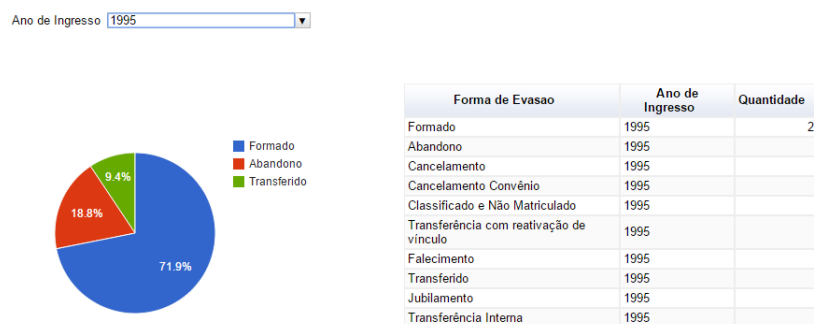 Ano de Ingresso 1995
Formado
Abandono
Transferido
9.4%
18.8%
71.9%
Forma de Evasao Ano de Ingresso Quantidade
Formado 1995 2
Abandono 1995
Cancelamento 1995
Cancelamento Convênio 1995
Classificado e Não Matriculado 1995
Transferência com reativação de
vínculo 1995
Falecimento 1995
Transferido 1995
Jubilamento 1995
Transferência Interna 1995